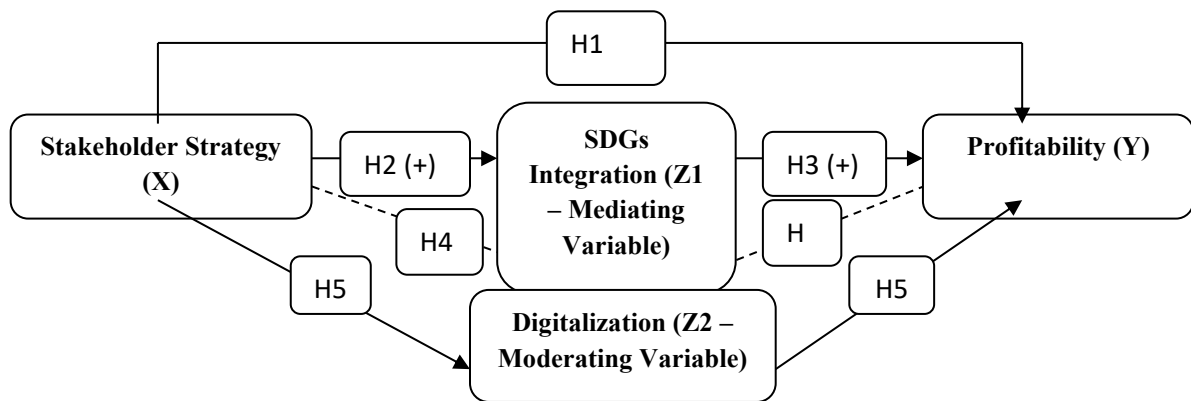 H1
Stakeholder Strategy
(X)
H2 (+)
SDGs
Integration (Z1
– Mediating
Variable)
H3 (+)
Profitability (Y)
H4
H
H5
Digitalization (Z2 –
Moderating Variable)
H5